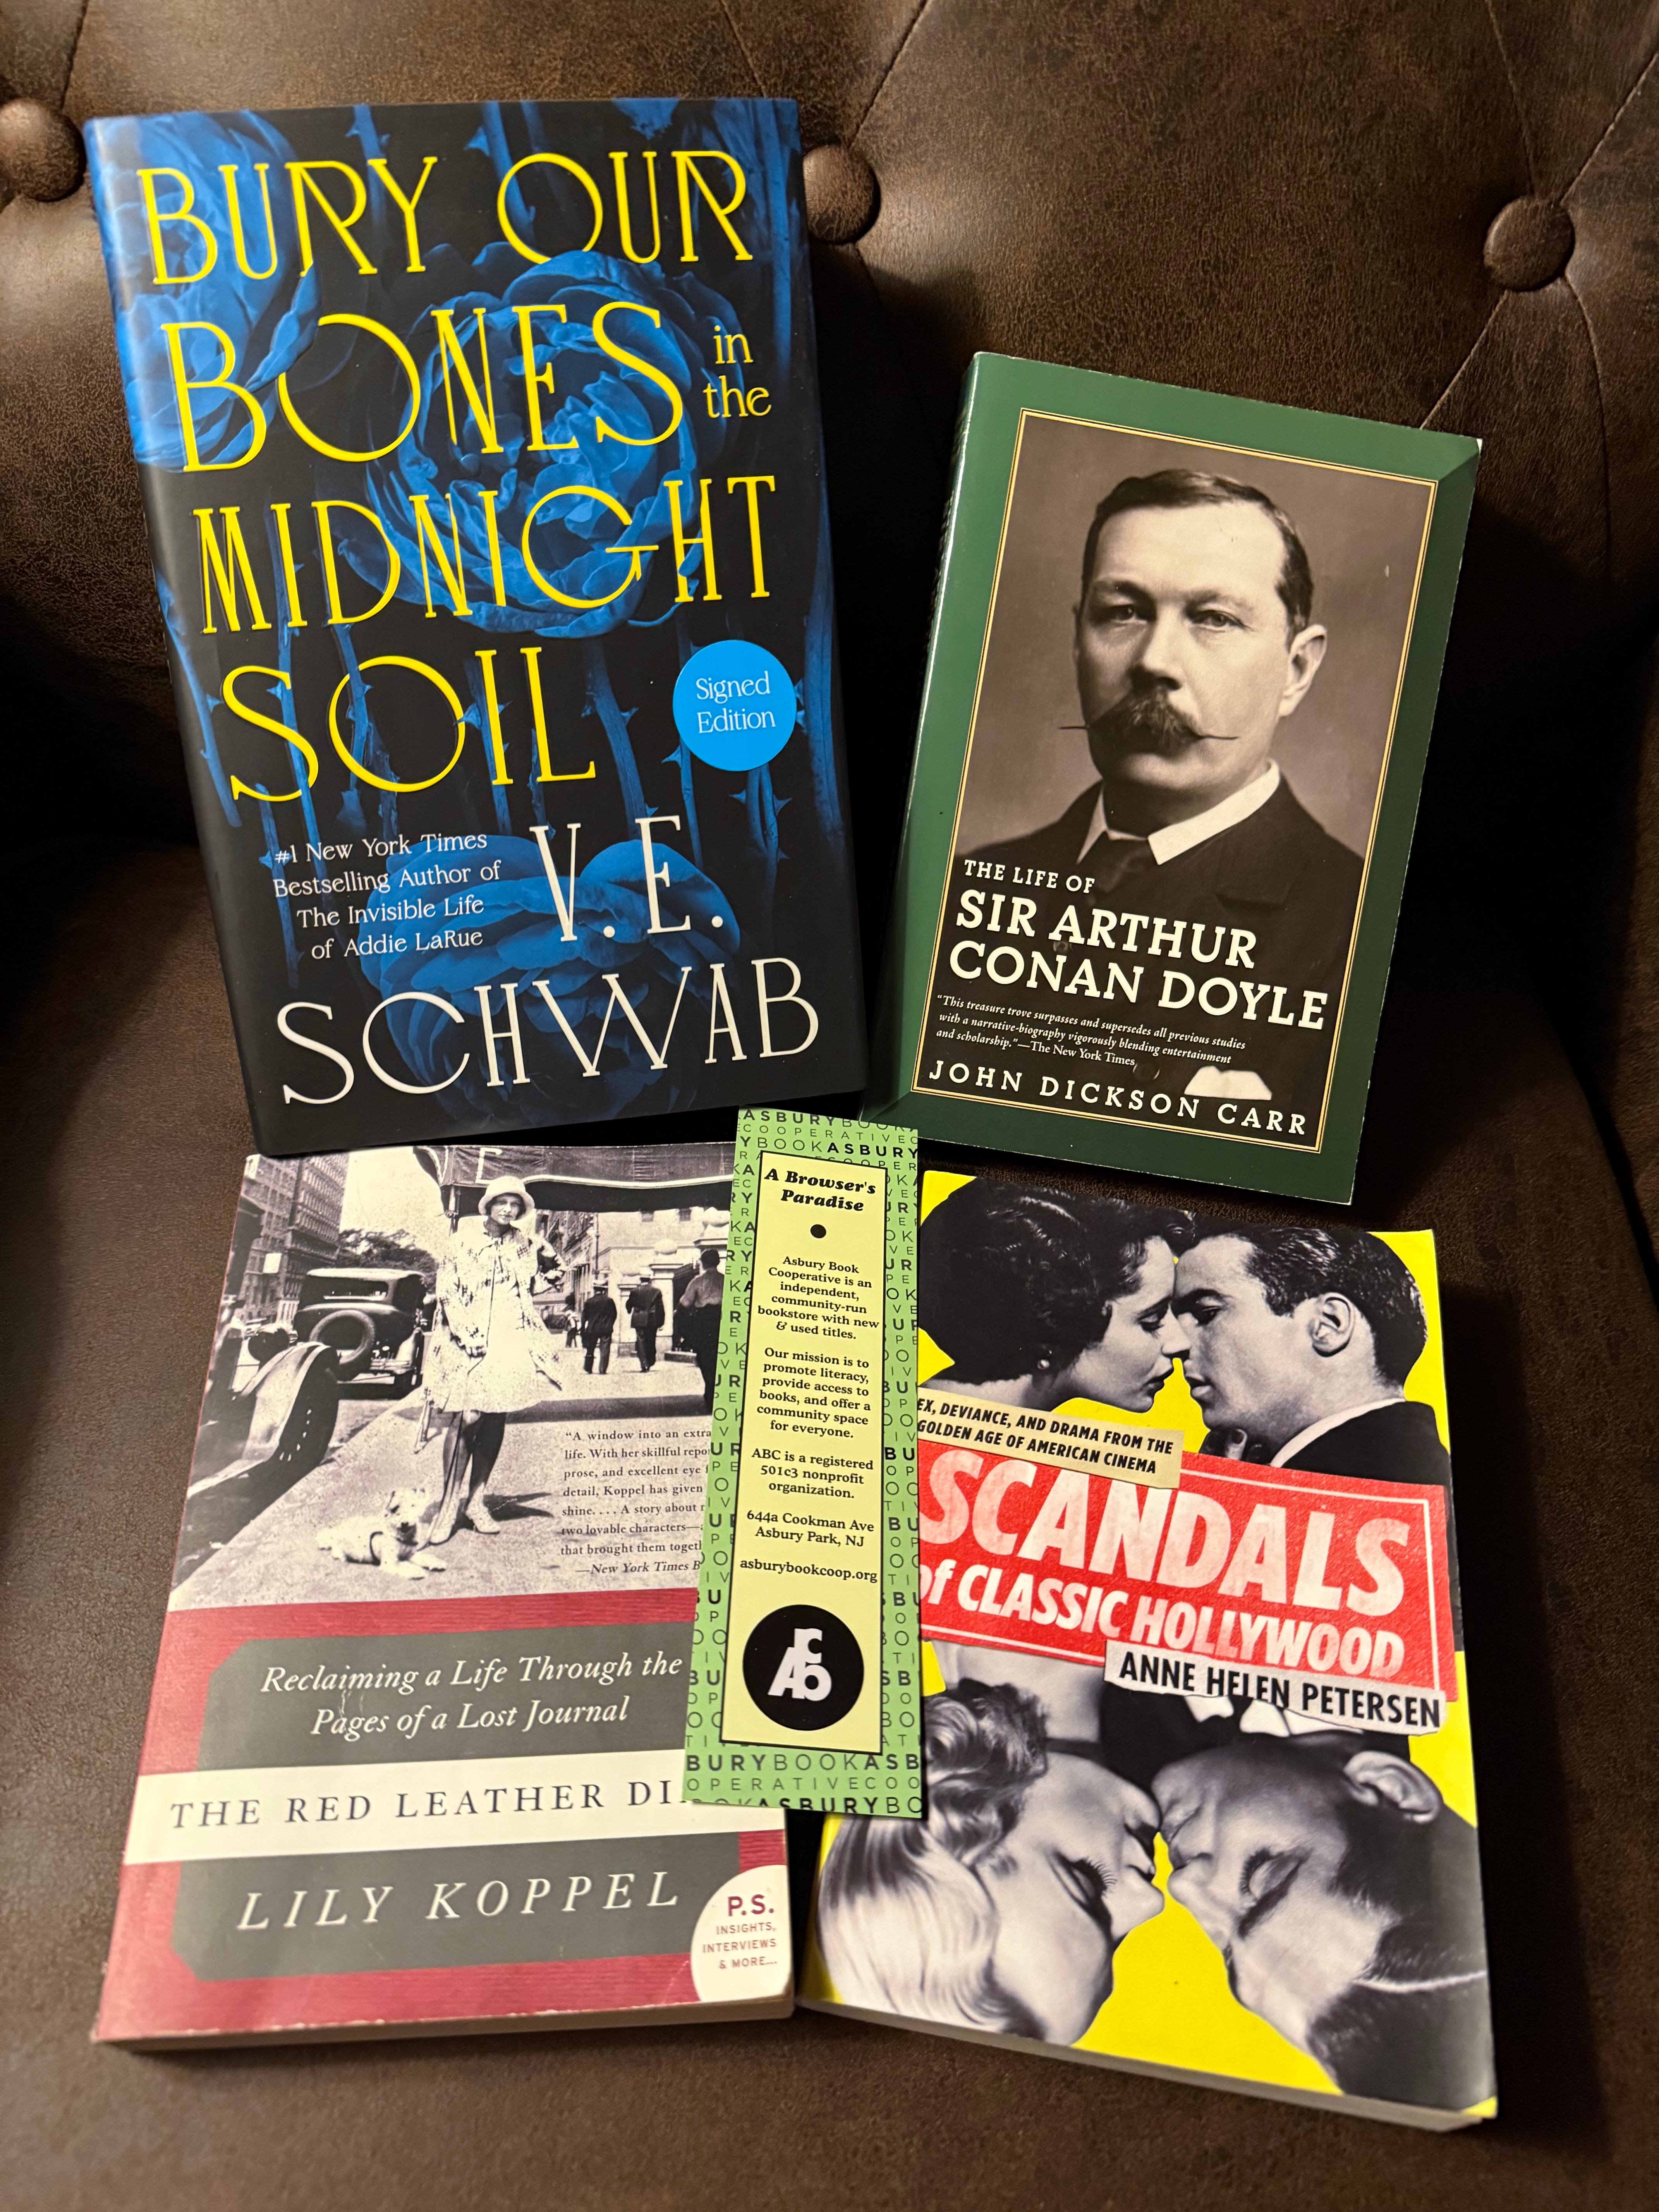 BURY OUR
BONES in the
MIDNIGHT
SOIL
Signed
Edition
#1 New York Times
Bestselling Author of
The Invisible Life
of Addie LaRue
V. E.
SCHWAB
THE LIFE OF
SIR ARTHUR
CONAN DOYLE
"This treasure trove surpasses and supersedes all previous studies
with a narrative-biography vigorously blending entertainment
and scholarship."—The New York Times
JOHN DICKSON CARR
"A window into an extra
life. With her skillful repo
prose, and excellent eye
detail, Koppel has given
shine. . . . A story about
two lovable characters—
that brought them togeth
—New York Times B
Reclaiming a Life Through the
Pages of a Lost Journal
THE RED LEATHER DI
LILY KOPPEL
P.S.
INSIGHTS,
INTERVIEWS
& MORE...
A Browser's
Paradise
Asbury Book
Cooperative is an
independent,
community-run
bookstore with new
& used titles.
Our mission is to
promote literacy,
provide access to
books, and offer a
community space
for everyone.
ABC is a registered
501c3 nonprofit
organization.
644a Cookman Ave
Asbury Park, NJ
asburybookcoop.org
BURYBOOKASB
OPERATIVECOO
OKASBURYBO
EX, DEVIANCE, AND DRAMA FROM THE
GOLDEN AGE OF AMERICAN CINEMA
SCANDALS
of CLASSIC HOLLYWOOD
ANNE HELEN PETERSEN